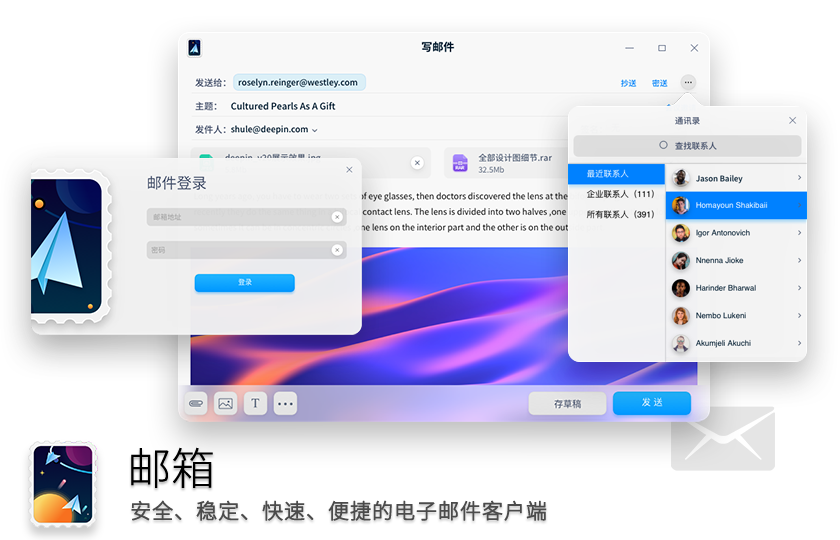 写邮件
发送给： roselyn.reinger@westley.com 抄送 密送
主题： Cultured Pearls As A Gift
发件人： shule@deepin.com
deepin_v20展示效果.jpg
全部设计图细节.rar
32.5Mb
RAR
of eye glasses, then doctors discovered the lens at the
contact lens. The lens is divided into two halves ,one
e lens on the interior part and the other is on the out
T
存草稿
发 送
邮件登录
邮箱地址
密码
登录
通讯录
查找联系人
最近联系人
企业联系人（111）
所有联系人（391）
Jason Bailey
Homayoun Shakibaii
Igor Antonovich
Nnenna Jioke
Harinder Bharwal
Nembo Lukeni
Akumjeli Akuchi
邮箱
安全、稳定、快速、便捷的电子邮件客户端